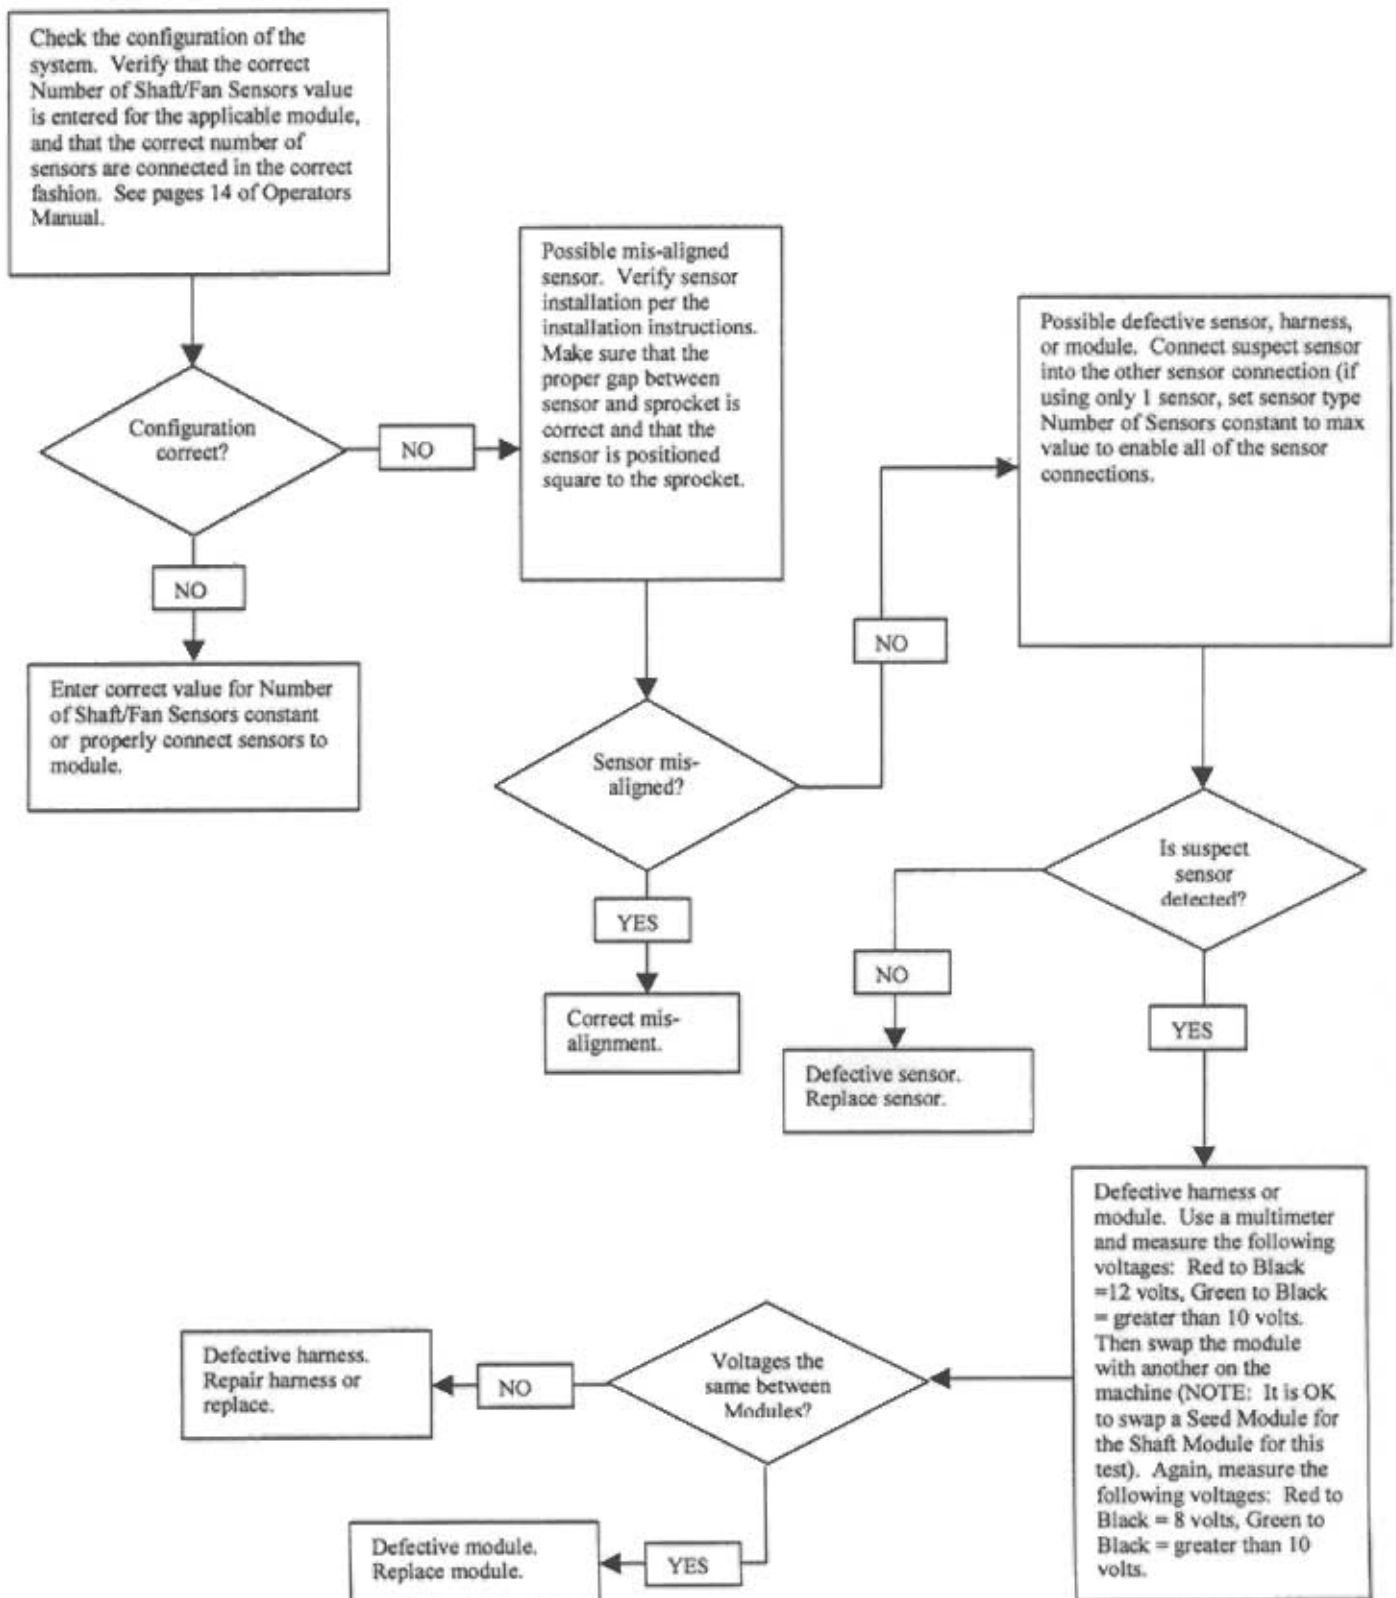 Check the configuration of the
system. Verify that the correct
Number of Shaft/Fan Sensors value
is entered for the applicable module,
and that the correct number of
sensors are connected in the correct
fashion. See pages 14 of Operators
Manual.
Configuration
correct?
NO
NO
Enter correct value for Number
of Shaft/Fan Sensors constant
or properly connect sensors to
module.
Possible mis-aligned
sensor. Verify sensor
installation per the
installation instructions.
Make sure that the
proper gap between
sensor and sprocket is
correct and that the
sensor is positioned
square to the sprocket.
Sensor mis-
aligned?
NO
YES
Correct mis-
alignment.
Possible defective sensor, harness,
or module. Connect suspect sensor
into the other sensor connection (if
using only 1 sensor, set sensor type
Number of Sensors constant to max
value to enable all of the sensor
connections.
Is suspect
sensor
detected?
NO
Defective sensor.
Replace sensor.
YES
Defective harness or
module. Use a multimeter
and measure the following
voltages: Red to Black
=12 volts, Green to Black
= greater than 10 volts.
Then swap the module
with another on the
machine (NOTE: It is OK
to swap a Seed Module for
the Shaft Module for this
test). Again, measure the
following voltages: Red to
Black = 8 volts, Green to
Black = greater than 10
volts.
Voltages the
same between
Modules?
NO
Defective harness.
Repair harness or
replace.
YES
Defective module.
Replace module.